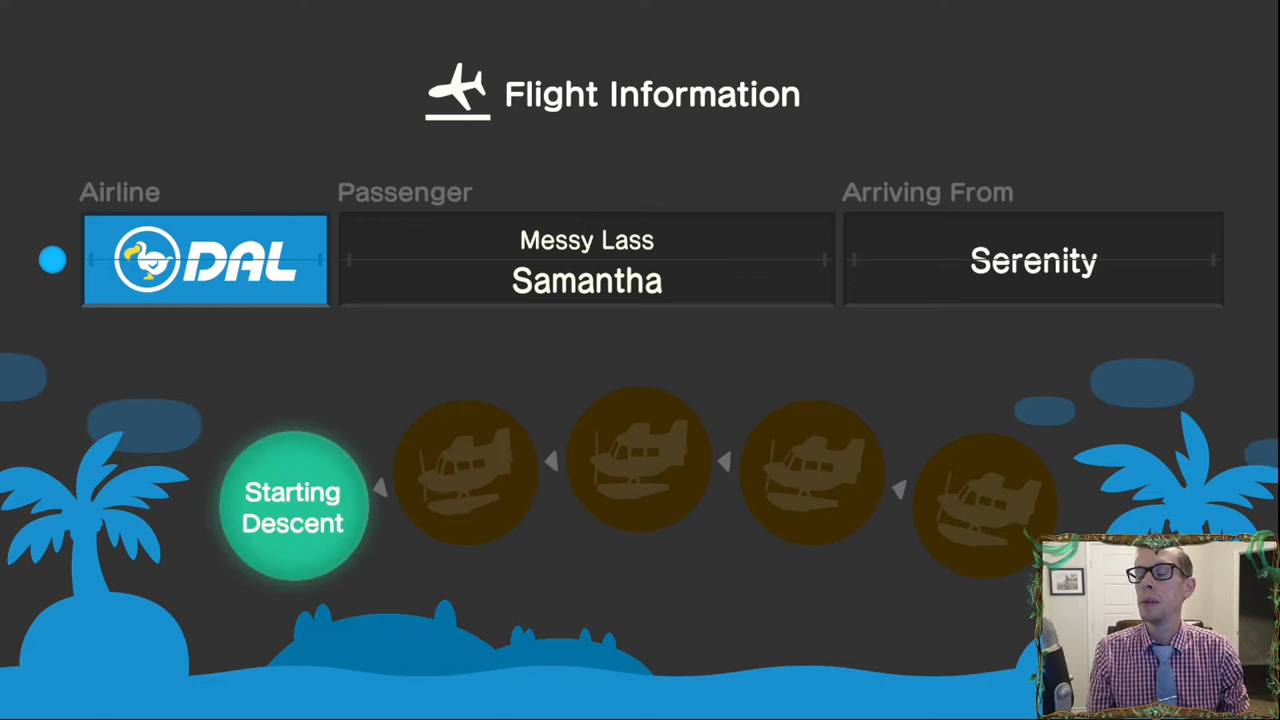 Flight Information
Airline
Passenger
Arriving From
DAL
Messy Lass
Samantha
Serenity
Starting
Descent